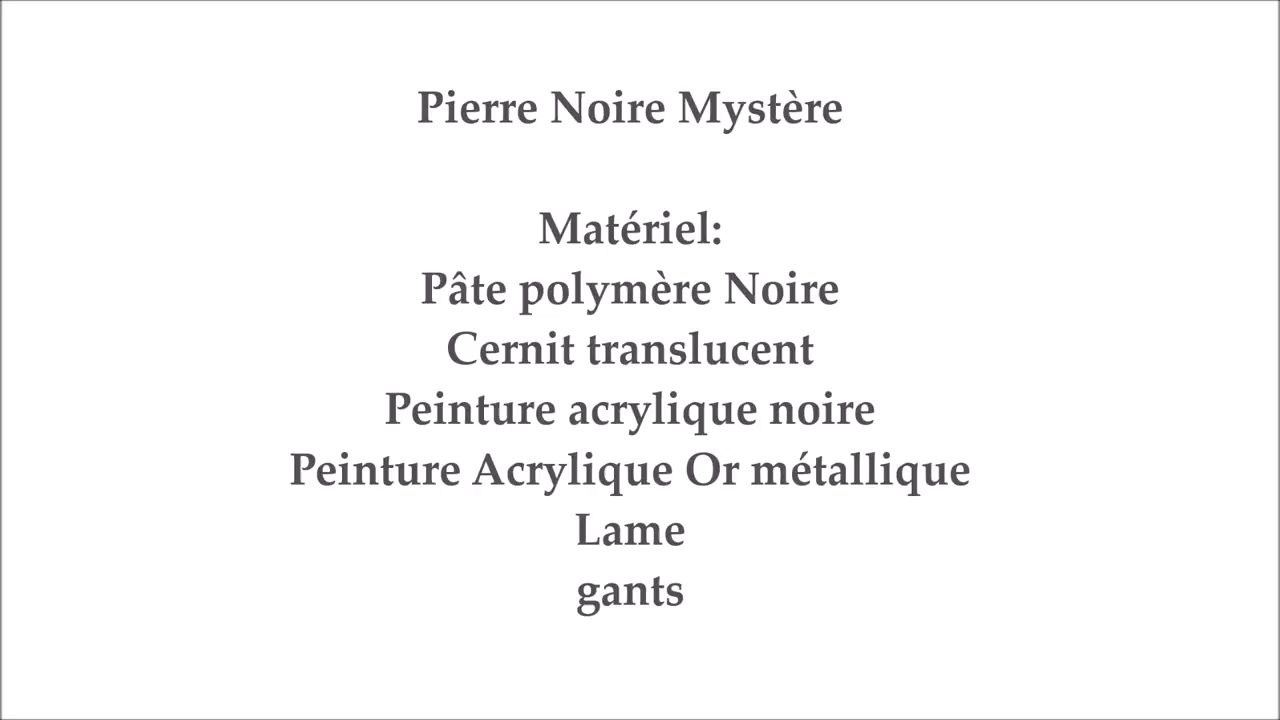 Pierre Noire Mystère
Matériel:
Pâte polymère Noire
Cernit translucent
Peinture acrylique noire
Peinture Acrylique Or métallique
Lame
gants